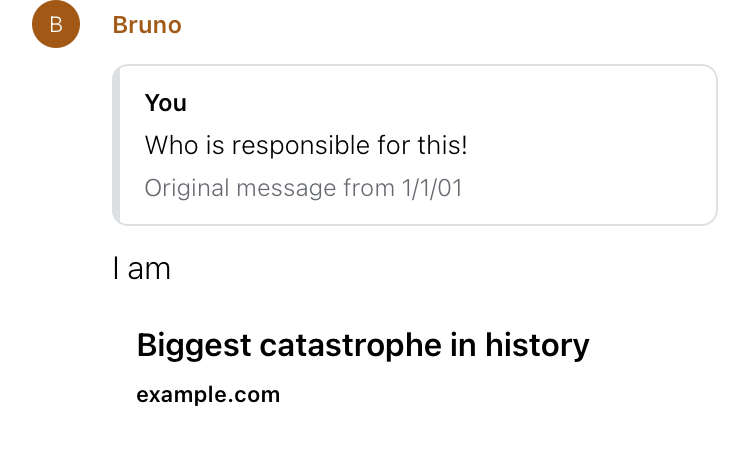 B
Bruno
You
Who is responsible for this!
Original message from 1/1/01
I am
Biggest catastrophe in history
example.com